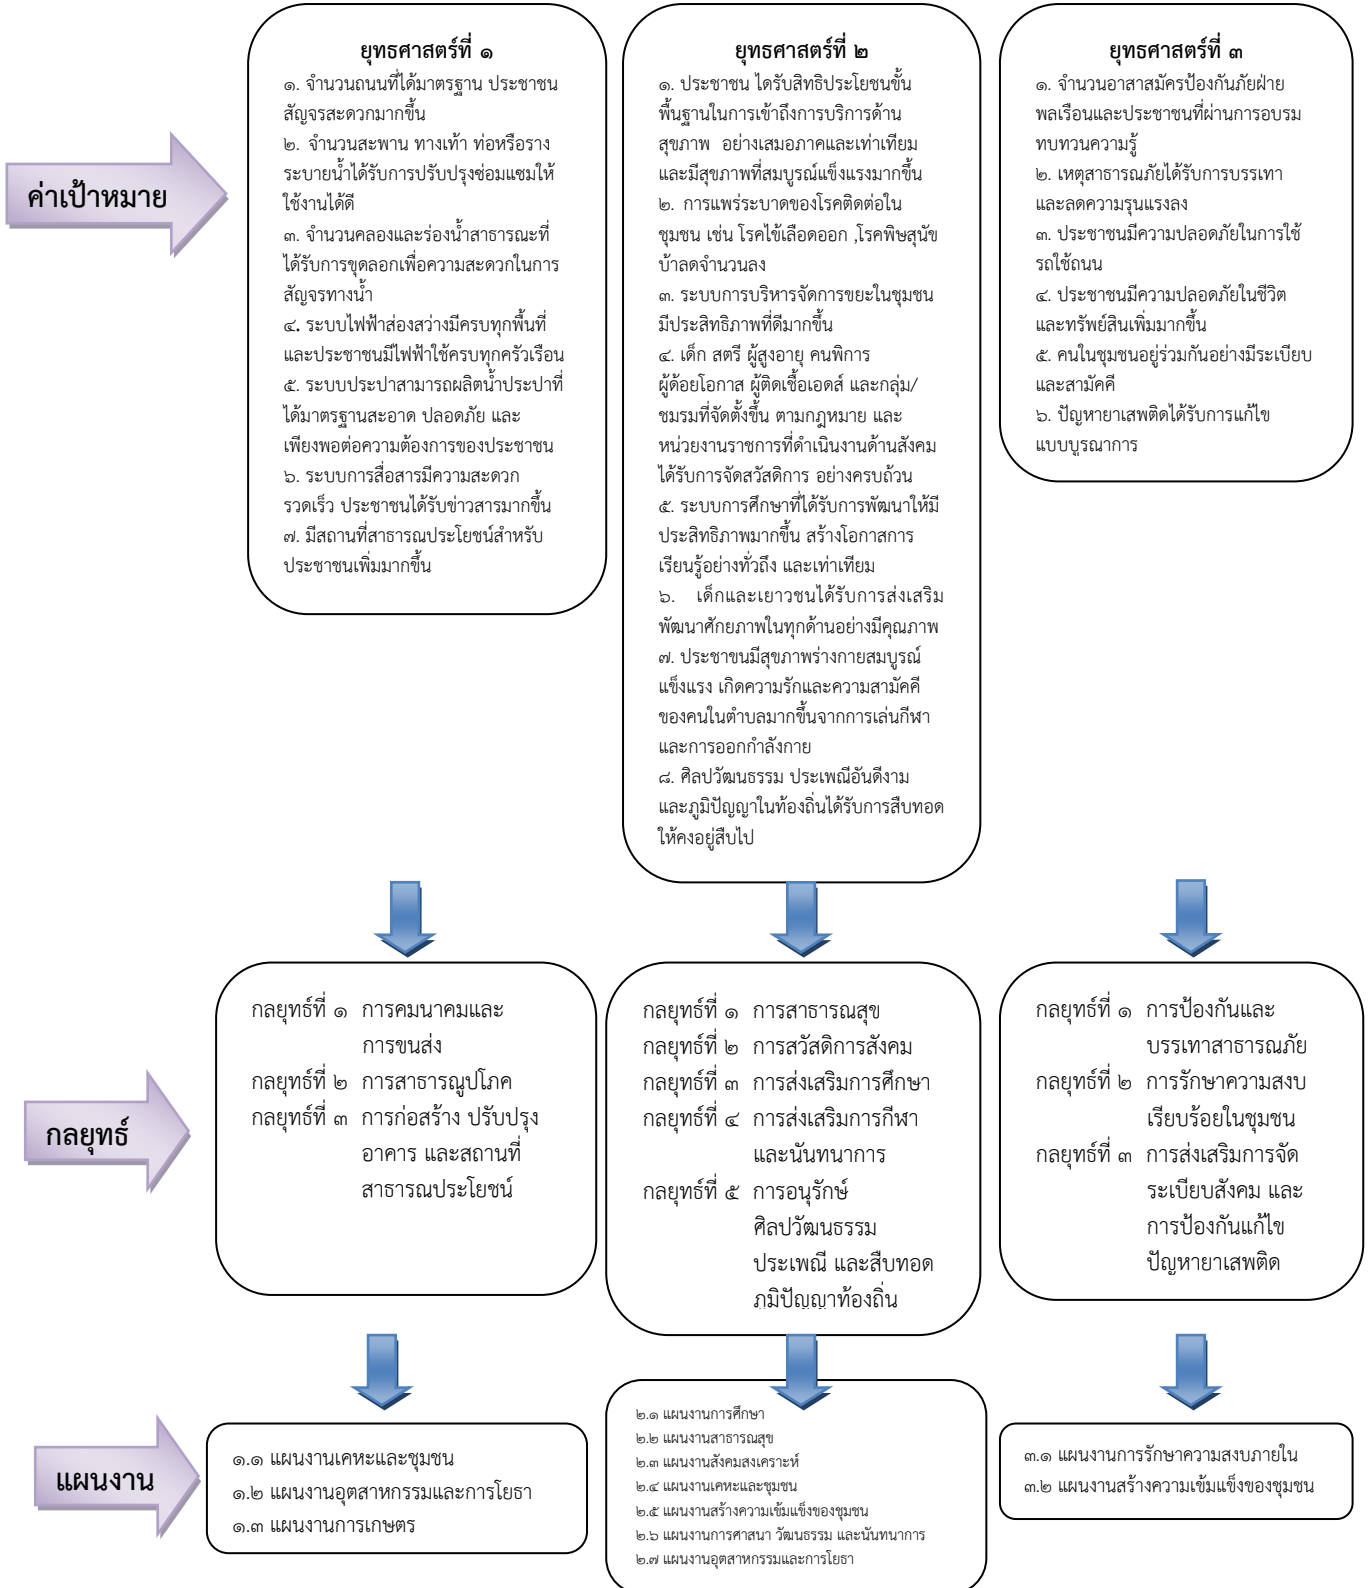 ค่าเป้าหมาย
ยุทธศาสตร์ที่ ๑
๑. จำนวนถนนที่ได้มาตรฐาน ประชาชน
สัญจรสะดวกมากขึ้น
๒. จำนวนสะพาน ทางเท้า ท่อหรือราง
ระบายน้ำได้รับการปรับปรุงซ่อมแซมให้
ใช้งานได้ดี
๓. จำนวนคลองและร่องน้ำสาธารณะที่
ได้รับการขุดลอกเพื่อความสะดวกในการ
สัญจรทางน้ำ
๔. ระบบไฟฟ้าส่องสว่างมีครบทุกพื้นที่
และประชาชนมีไฟฟ้าใช้ครบทุกครัวเรือน
๕. ระบบประปาสามารถผลิตน้ำประปาที่
ได้มาตรฐานสะอาด ปลอดภัย และ
เพียงพอต่อความต้องการของประชาชน
๖. ระบบการสื่อสารมีความสะดวก
รวดเร็ว ประชาชนได้รับข่าวสารมากขึ้น
๗. มีสถานที่สาธารณประโยชน์สำหรับ
ประชาชนเพิ่มมากขึ้น
ยุทธศาสตร์ที่ ๒
๑. ประชาชน ไดรับสิทธิประโยชนขั้น
พื้นฐานในการเข้าถึงการบริการด้าน
สุขภาพ อย่างเสมอภาคและเท่าเทียม
และมีสุขภาพที่สมบูรณ์แข็งแรงมากขึ้น
๒. การแพร่ระบาดของโรคติดต่อใน
ชุมชน เช่น โรคไข้เลือดออก ,โรคพิษสุนัข
บ้าลดจำนวนลง
๓. ระบบการบริหารจัดการขยะในชุมชน
มีประสิทธิภาพที่ดีมากขึ้น
๔. เด็ก สตรี ผู้สูงอายุ คนพิการ
ผู้ด้อยโอกาส ผู้ติดเชื้อเอดส์ และกลุ่ม/
ชมรมที่จัดตั้งขึ้น ตามกฎหมาย และ
หน่วยงานราชการที่ดำเนินงานด้านสังคม
ได้รับการจัดสวัสดิการ อย่างครบถ้วน
๕. ระบบการศึกษาที่ได้รับการพัฒนาให้มี
ประสิทธิภาพมากขึ้น สร้างโอกาสการ
เรียนรู้อย่างทั่วถึง และเท่าเทียม
๖. เด็กและเยาวชนได้รับการส่งเสริม
พัฒนาศักยภาพในทุกด้านอย่างมีคุณภาพ
๗. ประชาขนมีสุขภาพร่างกายสมบูรณ์
แข็งแรง เกิดความรักและความสามัคคี
ของคนในตำบลมากขึ้นจากการเล่นกีฬา
และการออกกำลังกาย
๘. ศิลปวัฒนธรรม ประเพณีอันดีงาม
และภูมิปัญญาในท้องถิ่นได้รับการสืบทอด
ให้คงอยู่สืบไป
ยุทธศาสตร์ที่ ๓
๑. จำนวนอาสาสมัครป้องกันภัยฝ่าย
พลเรือนและประชาชนที่ผ่านการอบรม
ทบทวนความรู้
๒. เหตุสาธารณภัยได้รับการบรรเทา
และลดความรุนแรงลง
๓. ประชาชนมีความปลอดภัยในการใช้
รถใช้ถนน
๔. ประชาชนมีความปลอดภัยในชีวิต
และทรัพย์สินเพิ่มมากขึ้น
๕. คนในชุมชนอยู่ร่วมกันอย่างมีระเบียบ
และสามัคคี
๖. ปัญหายาเสพติดได้รับการแก้ไข
แบบบูรณาการ
กลยุทธ์
กลยุทธ์ที่ ๑ การคมนาคมและ
การขนส่ง
กลยุทธ์ที่ ๒ การสาธารณูปโภค
กลยุทธ์ที่ ๓ การก่อสร้าง ปรับปรุง
อาคาร และสถานที่
สาธารณประโยชน์
กลยุทธ์ที่ ๑ การสาธารณสุข
กลยุทธ์ที่ ๒ การสวัสดิการสังคม
กลยุทธ์ที่ ๓ การส่งเสริมการศึกษา
กลยุทธ์ที่ ๔ การส่งเสริมการกีฬา
และนันทนาการ
กลยุทธ์ที่ ๕ การอนุรักษ์
ศิลปวัฒนธรรม
ประเพณี และสืบทอด
ภูมิปัญญาท้องถิ่น
กลยุทธ์ที่ ๑ การป้องกันและ
บรรเทาสาธารณภัย
กลยุทธ์ที่ ๒ การรักษาความสงบ
เรียบร้อยในชุมชน
กลยุทธ์ที่ ๓ การส่งเสริมการจัด
ระเบียบสังคม และ
การป้องกันแก้ไข
ปัญหายาเสพติด
แผนงาน
๑.๑ แผนงานเคหะและชุมชน
๑.๒ แผนงานอุตสาหกรรมและการโยธา
๑.๓ แผนงานการเกษตร
๒.๑ แผนงานการศึกษา
๒.๒ แผนงานสาธารณสุข
๒.๓ แผนงานสังคมสงเคราะห์
๒.๔ แผนงานเคหะและชุมชน
๒.๕ แผนงานสร้างความเข้มแข็งของชุมชน
๒.๖ แผนงานการศาสนา วัฒนธรรม และนันทนาการ
๒.๗ แผนงานอุตสาหกรรมและการโยธา
๓.๑ แผนงานการรักษาความสงบภายใน
๓.๒ แผนงานสร้างความเข้มแข็งของชุมชน